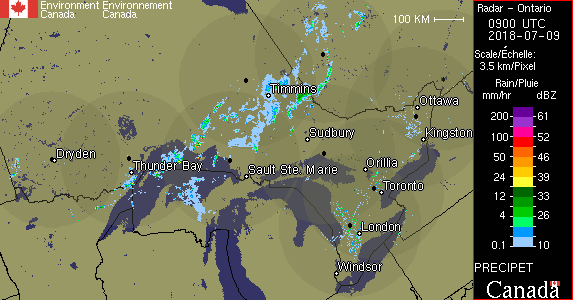 Environment Environnement
Canada Canada
100 KM
Timmins
Ottawa
Sudbury
Kingston
Dryden
Thunder Bay
Sault Ste. Marie
Orillia
Toronto
London
Windsor
Radar - Ontario
0900 UTC
2018-07-09
Scale/Échelle:
3.5 km/Pixel
Rain/Pluie
mm/hr dBZ
200 61
100 52
50 46
24 39
12 33
4 26
0.1 10
PRECIPET
Canada